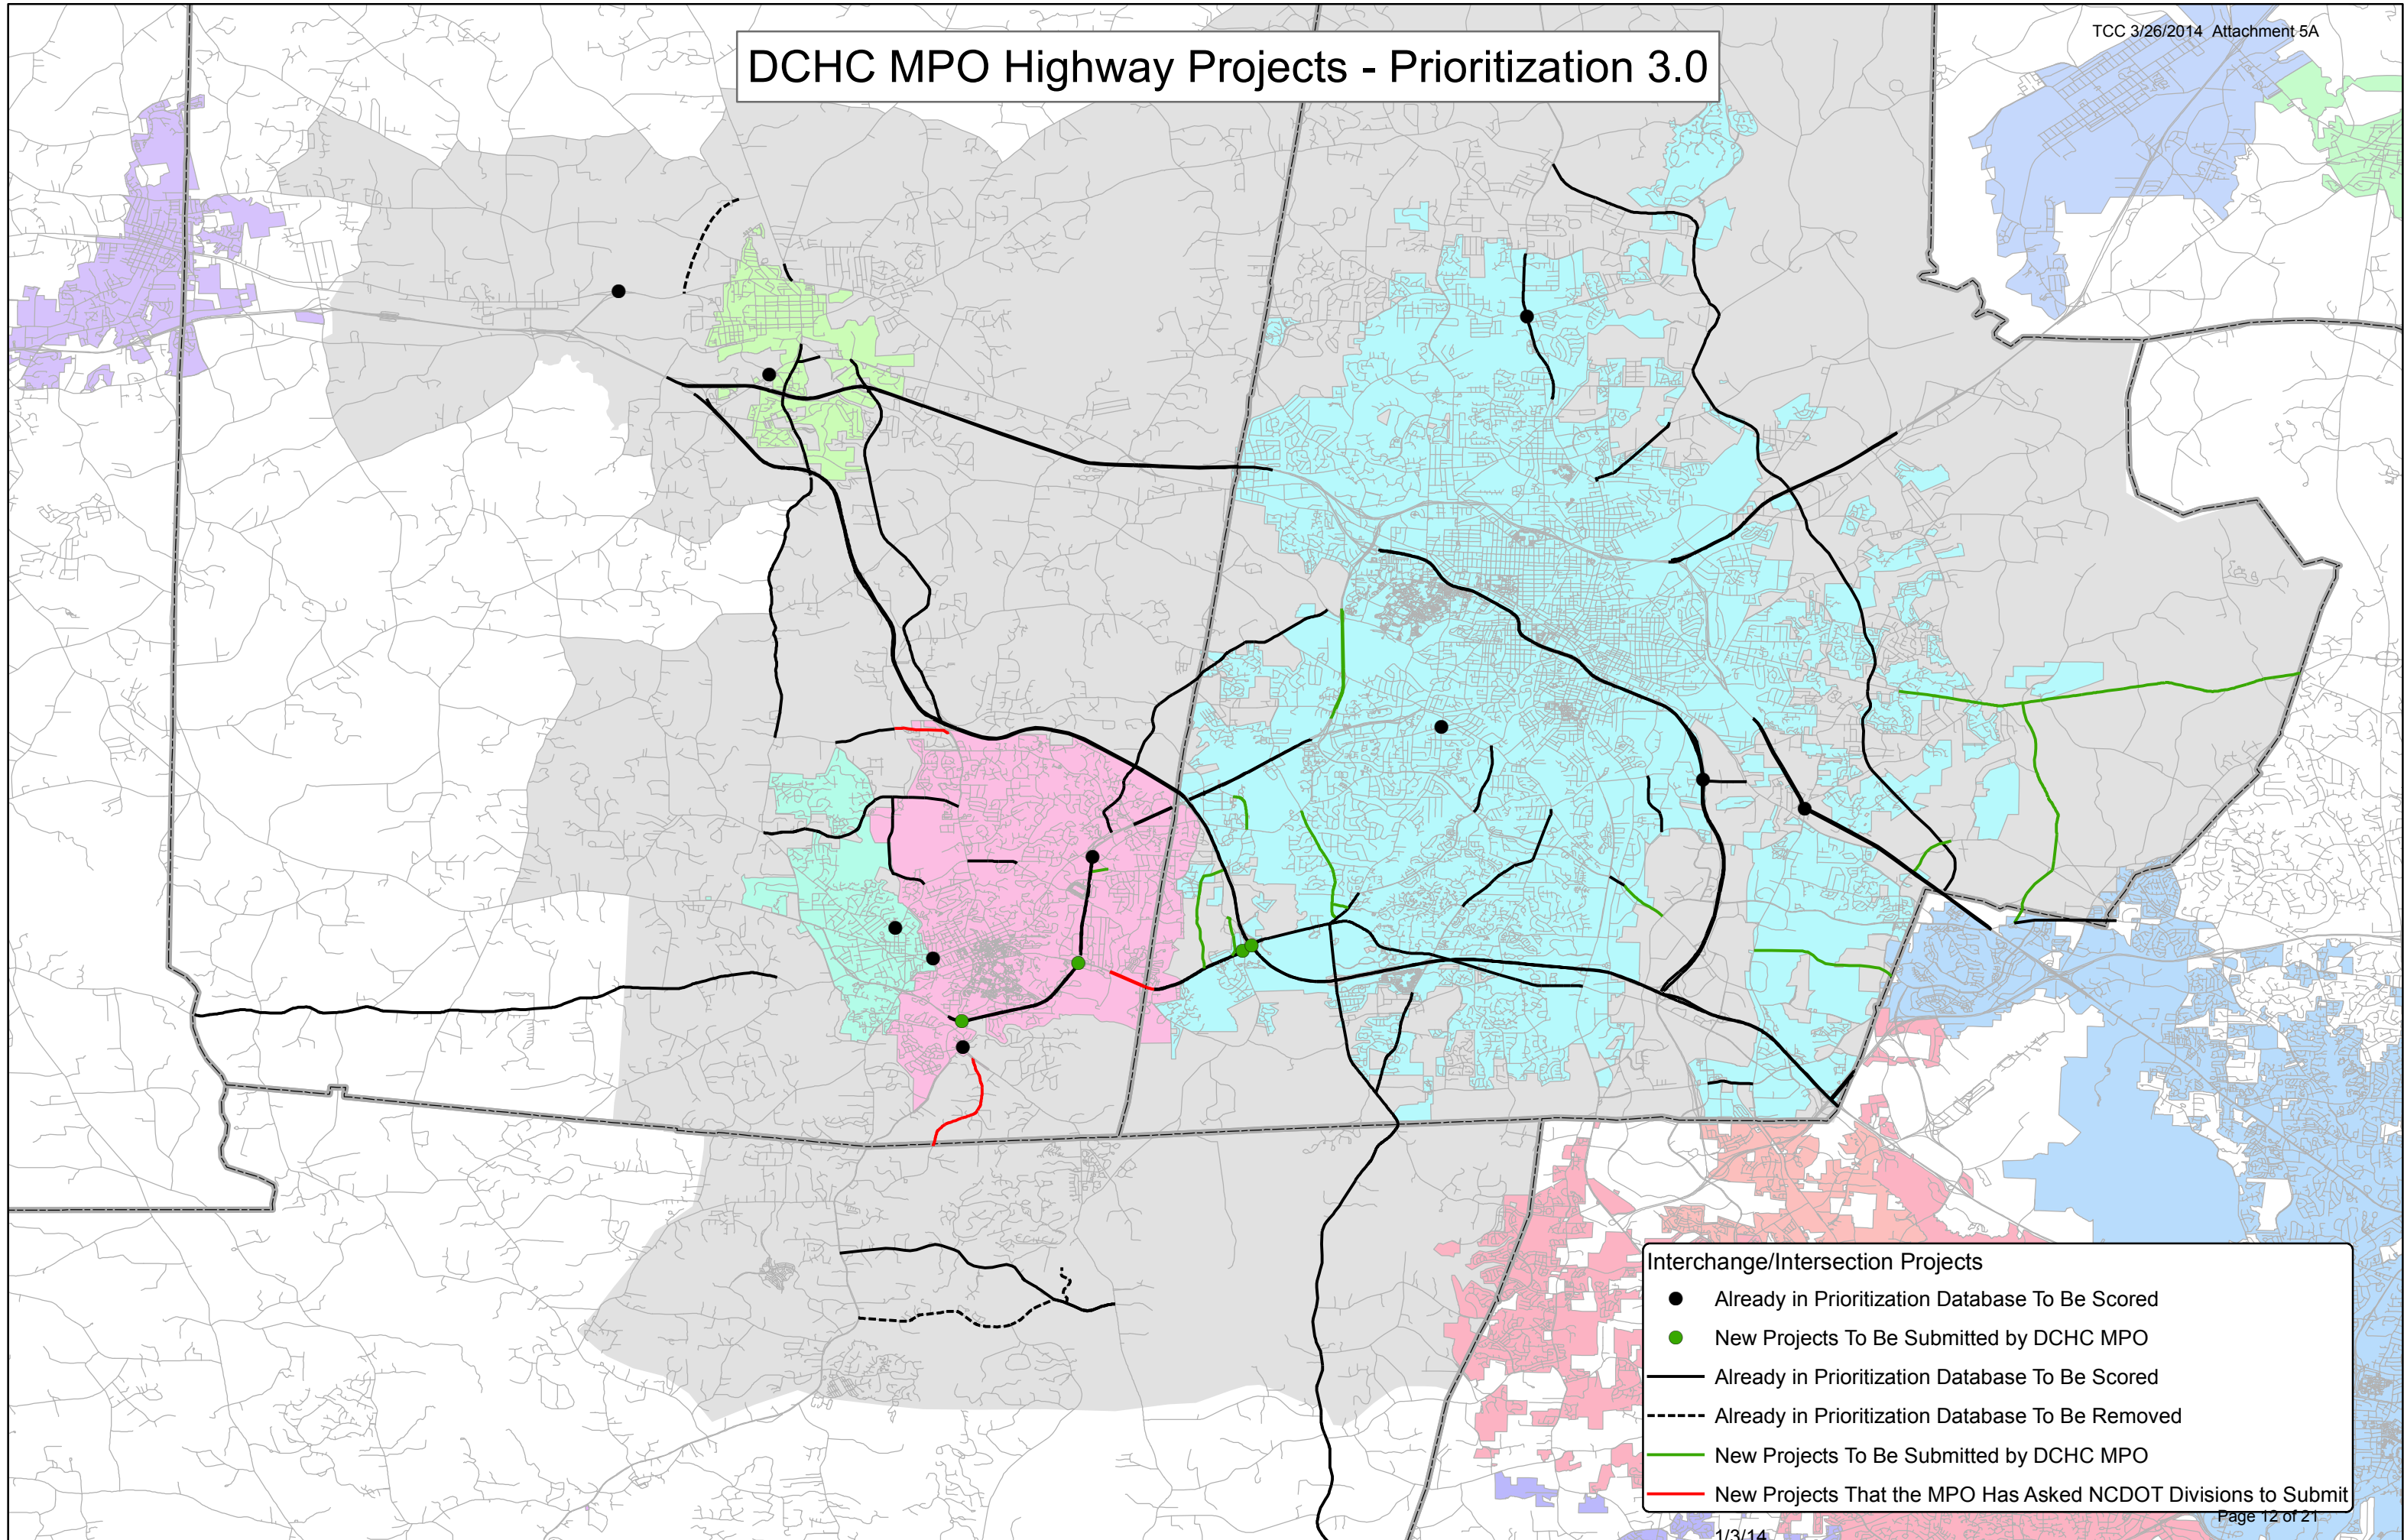 TCC 3/26/2014 Attachment 5A
DCHC MPO Highway Projects - Prioritization 3.0
Interchange/Intersection Projects
Already in Prioritization Database To Be Scored
New Projects To Be Submitted by DCHC MPO
Already in Prioritization Database To Be Scored
Already in Prioritization Database To Be Removed
New Projects To Be Submitted by DCHC MPO
New Projects That the MPO Has Asked NCDOT Divisions to Submit
Page 12 of 21
1/3/14